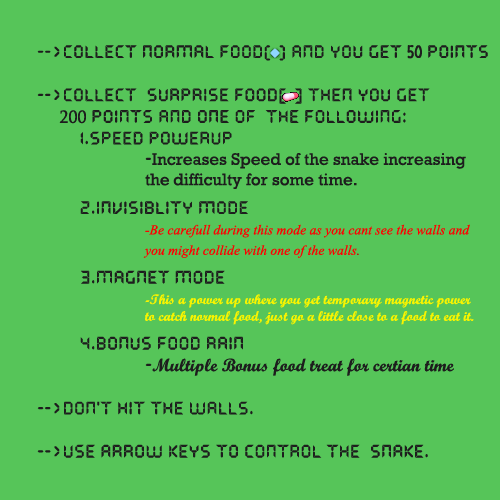 -->COLLECT NORMAL FOOD[ ] AND YOU GET 50 POINTS
-->COLLECT SURPRISE FOOD[ ] THEN YOU GET
200 POINTS AND ONE OF THE FOLLOWING:
1.SPEED POWERUP
-Increases Speed of the snake increasing
the difficulty for some time.
2.INVISIBLITY MODE
-Be carefull during this mode as you cant see the walls and
you might collide with one of the walls.
3.MAGNET MODE
-This a power up where you get temporary magnetic power
to catch normal food, just go a little close to a food to eat it.
4.BONUS FOOD RAIN
-Multiple Bonus food treat for certian time
-->DON'T HIT THE WALLS.
-->USE ARROW KEYS TO CONTROL THE SNAKE.